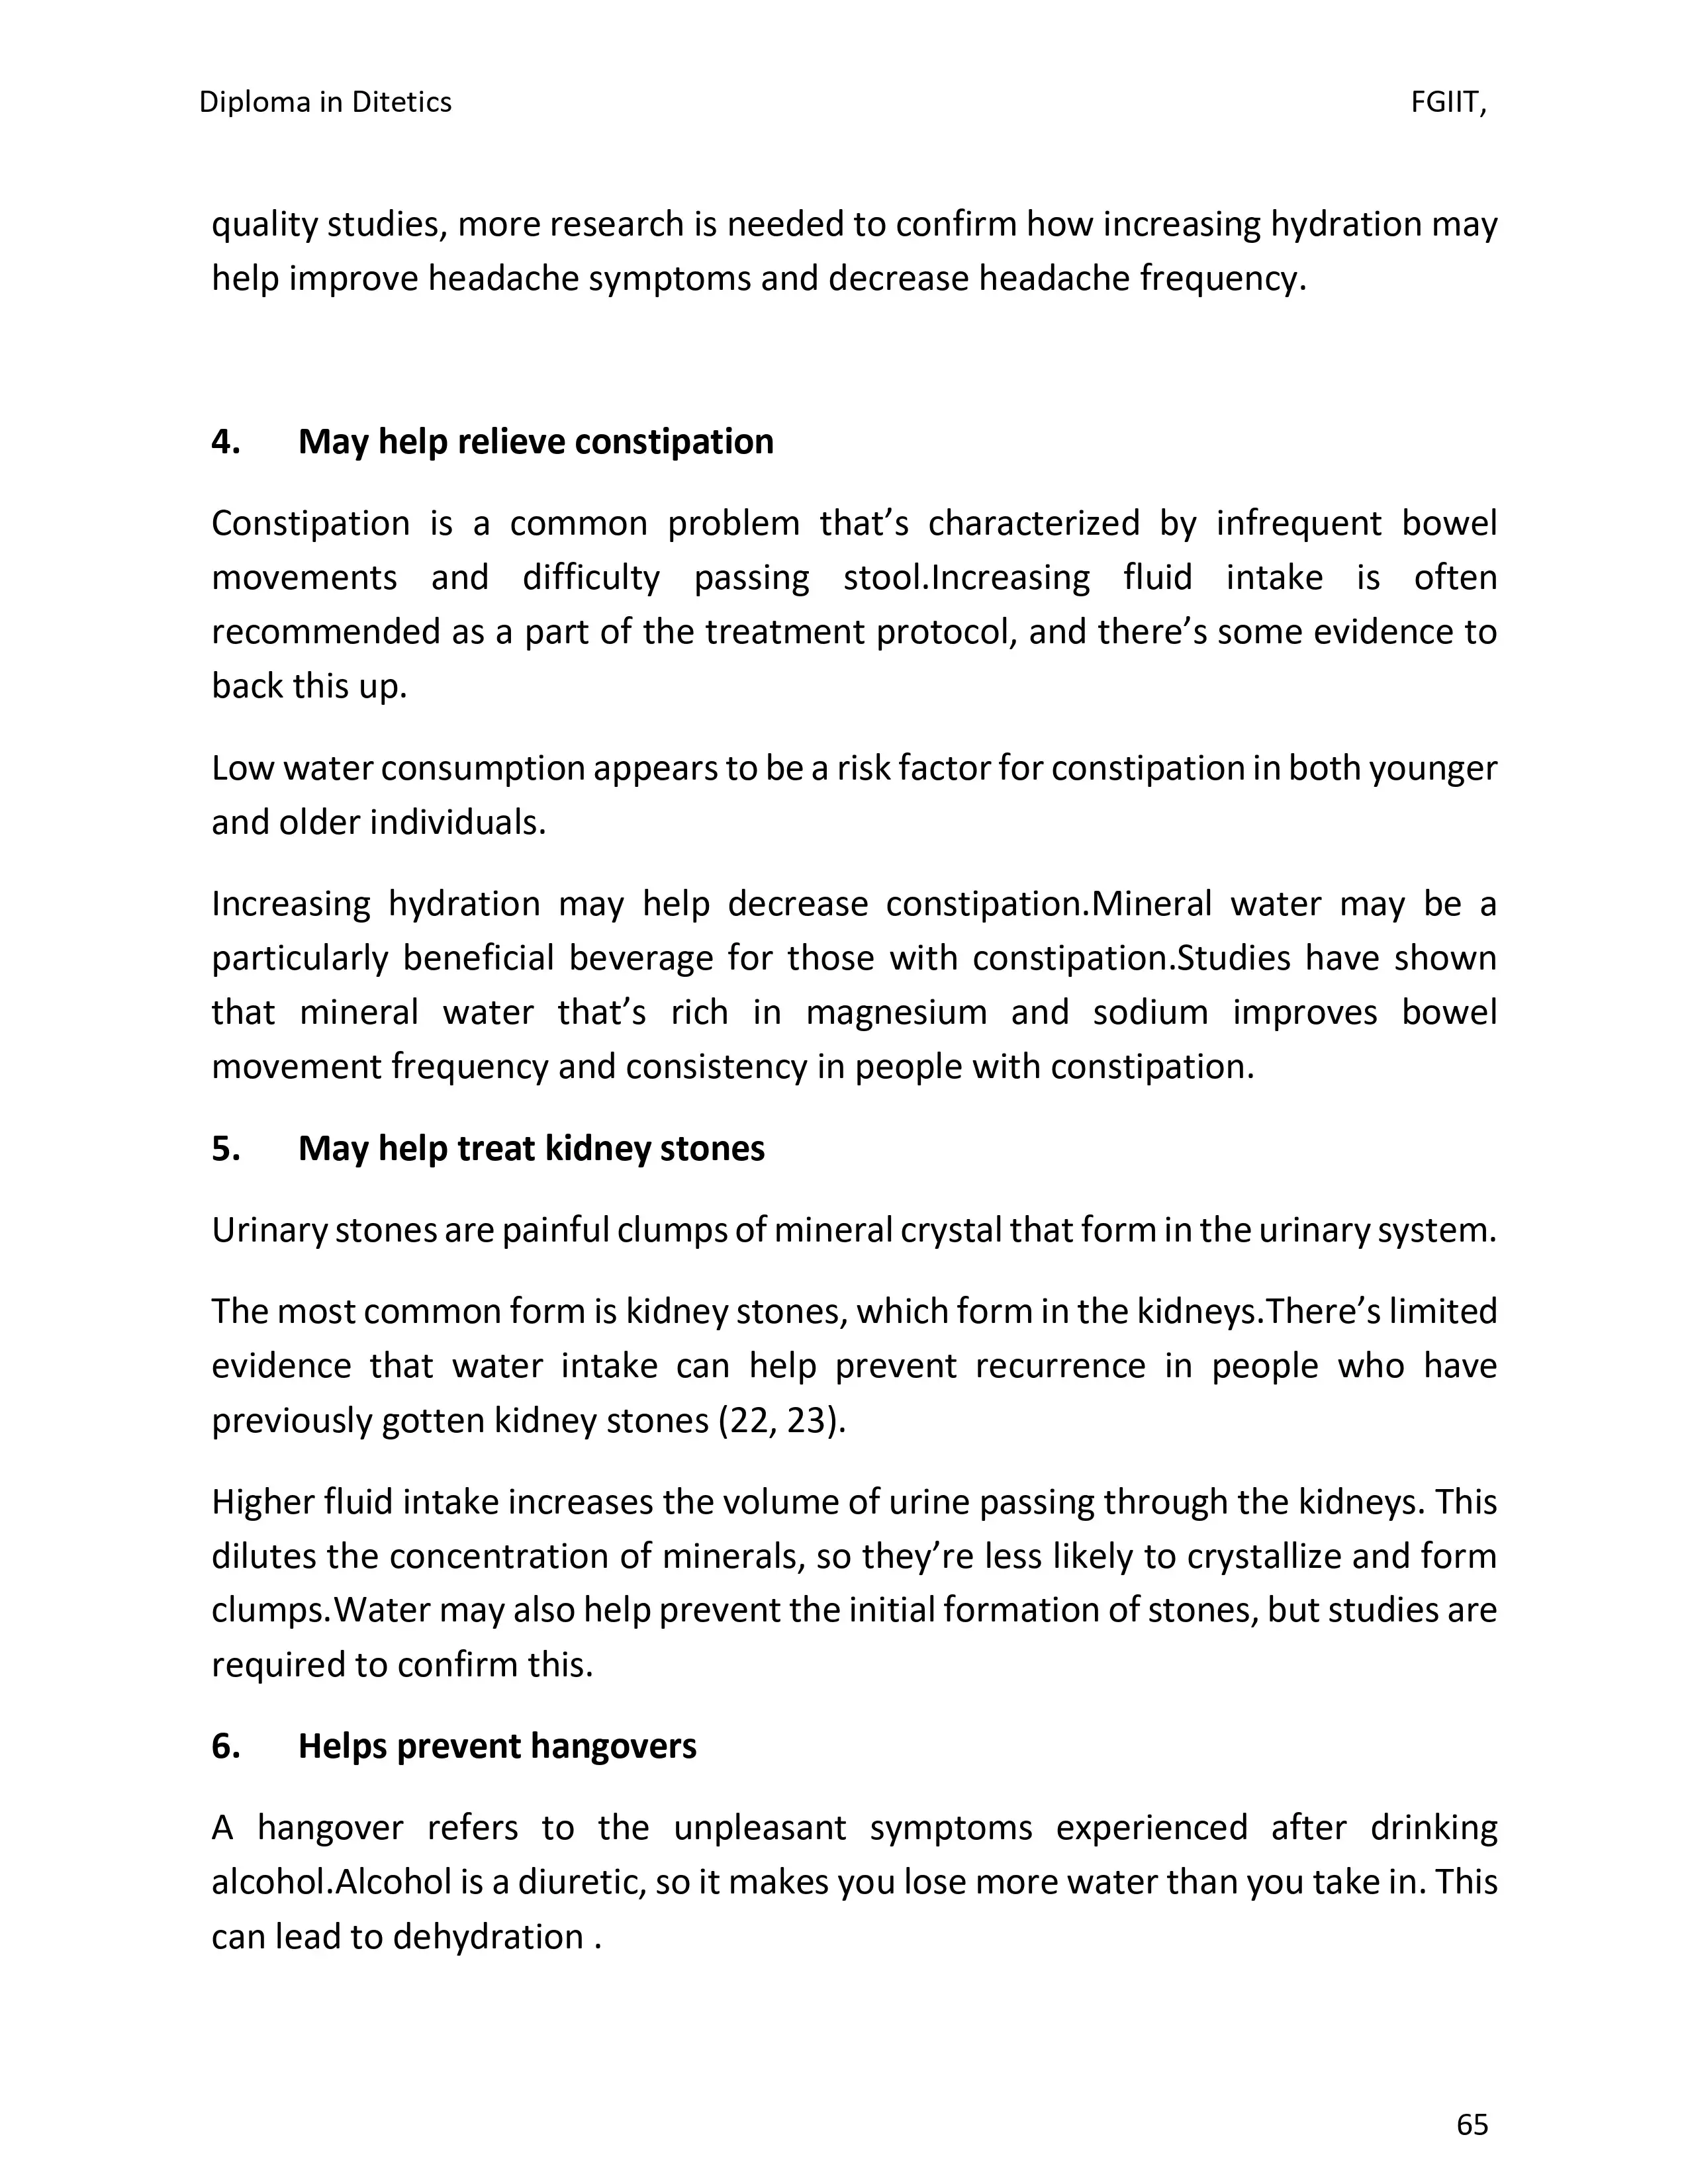 Diploma in Ditetics FGIIT,
quality studies, more research is needed to confirm how increasing hydration may
help improve headache symptoms and decrease headache frequency.
4. May help relieve constipation
Constipation is a common problem that’s characterized by infrequent bowel
movements and difficulty passing stool.Increasing fluid intake is often
recommended as a part of the treatment protocol, and there’s some evidence to
back this up.
Low water consumption appears to be a risk factor for constipation in both younger
and older individuals.
Increasing hydration may help decrease constipation.Mineral water may be a
particularly beneficial beverage for those with constipation.Studies have shown
that mineral water that’s rich in magnesium and sodium improves bowel
movement frequency and consistency in people with constipation.
5. May help treat kidney stones
Urinary stones are painful clumps of mineral crystal that form in the urinary system.
The most common form is kidney stones, which form in the kidneys.There’s limited
evidence that water intake can help prevent recurrence in people who have
previously gotten kidney stones (22, 23).
Higher fluid intake increases the volume of urine passing through the kidneys. This
dilutes the concentration of minerals, so they’re less likely to crystallize and form
clumps.Water may also help prevent the initial formation of stones, but studies are
required to confirm this.
6. Helps prevent hangovers
A hangover refers to the unpleasant symptoms experienced after drinking
alcohol.Alcohol is a diuretic, so it makes you lose more water than you take in. This
can lead to dehydration .
65